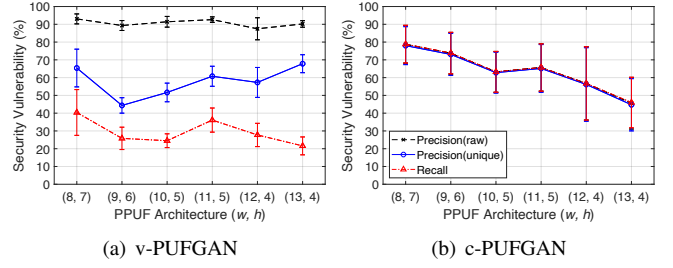 100
90
80
70
60
50
40
30
20
10
0
Security Vulnerability (%)
(8, 7) (9, 6) (10, 5) (11, 5) (12, 4) (13, 4)
PPUF Architecture (w, h)
(a) v-PUFGAN
100
90
80
70
60
50
40
30
20
10
0
Security Vulnerability (%)
Precision(raw)
Precision(unique)
Recall
(8, 7) (9, 6) (10, 5) (11, 5) (12, 4) (13, 4)
PPUF Architecture (w, h)
(b) c-PUFGAN